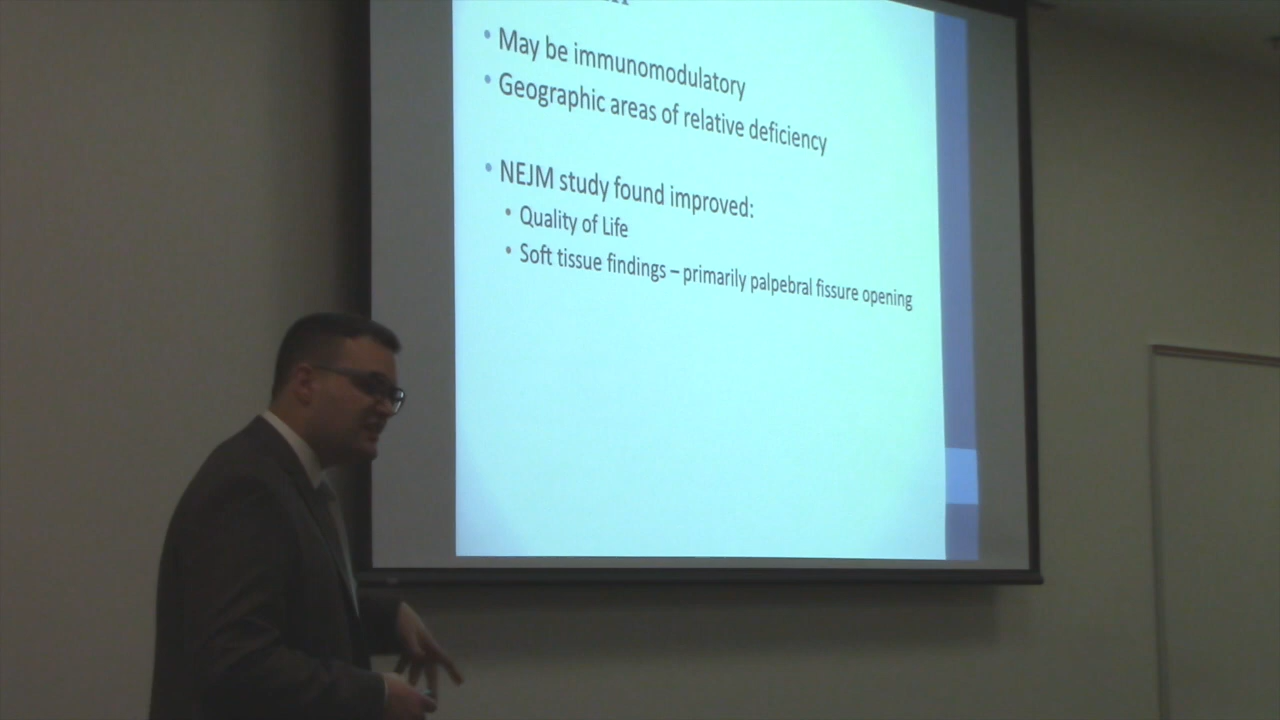 May be immunomodulatory
Geographic areas of relative deficiency
NEJM study found improved:
Quality of Life
Soft tissue findings – primarily palpebral fissure opening